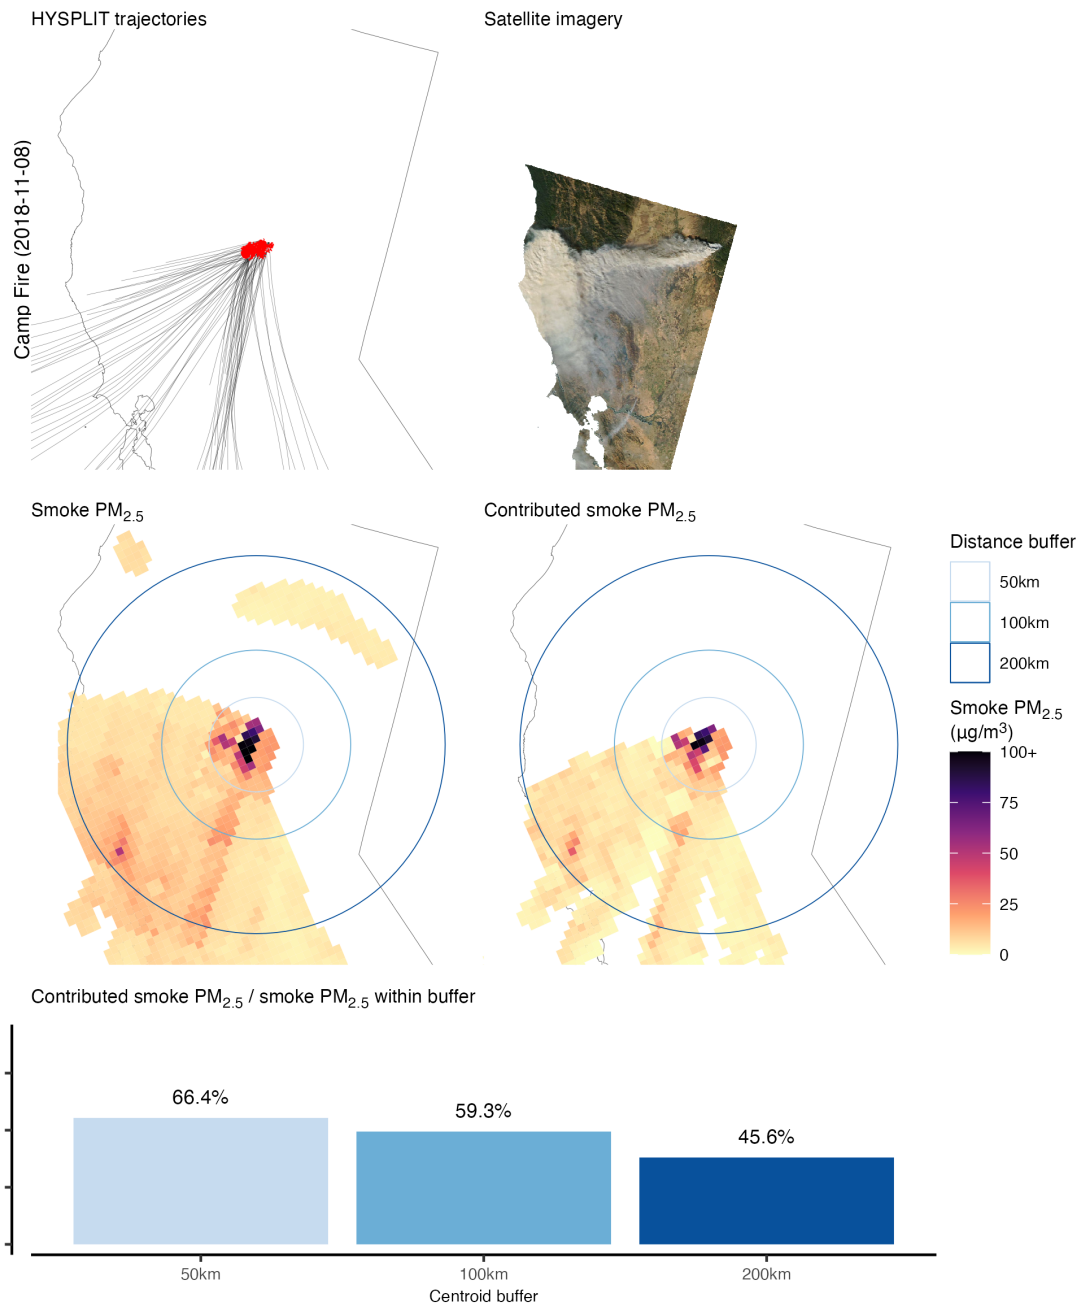 HYSPLIT trajectories
Satellite imagery
Camp Fire (2018-11-08)
Smoke PM2.5
Contributed smoke PM2.5
Distance buffer
50km
100km
200km
Smoke PM2.5
(µg/m³)
100+
75
50
25
0
Contributed smoke PM2.5 / smoke PM2.5 within buffer
66.4%
59.3%
45.6%
50km
100km
200km
Centroid buffer